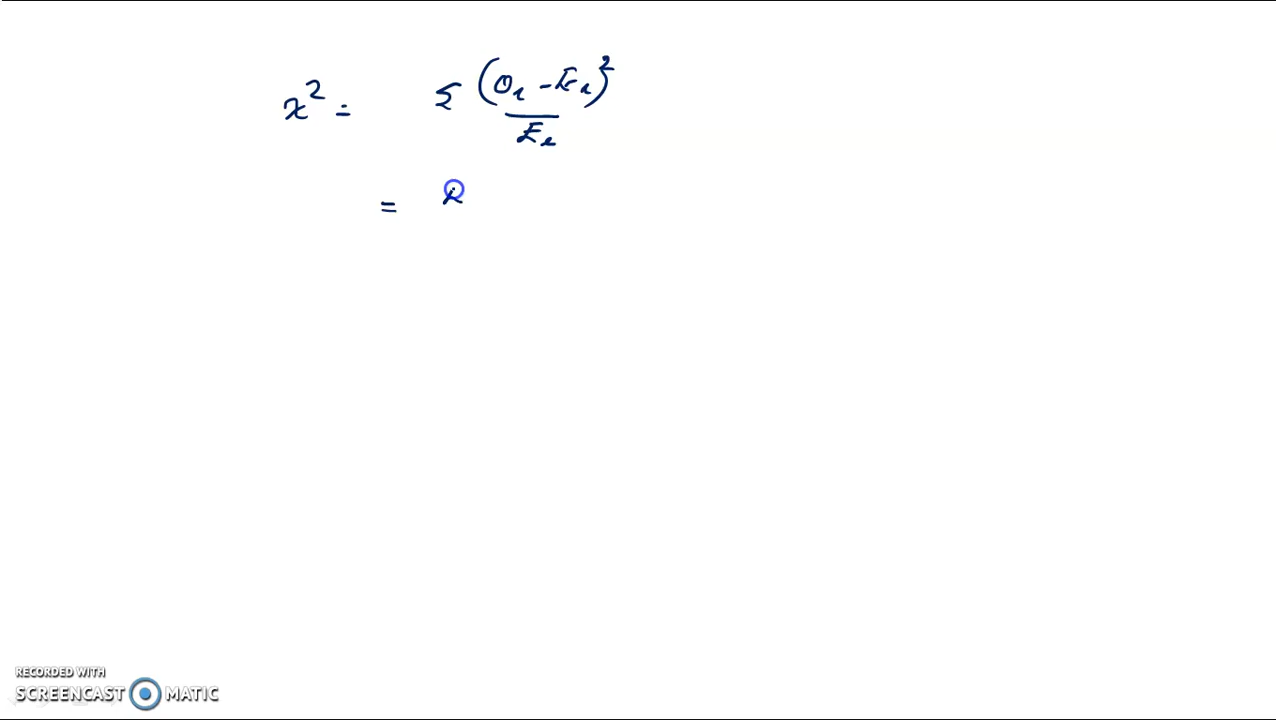 x² = Σ (Oᵢ - Eᵢ)² / Eᵢ
=
RECORDED WITH
SCREENCAST MATIC